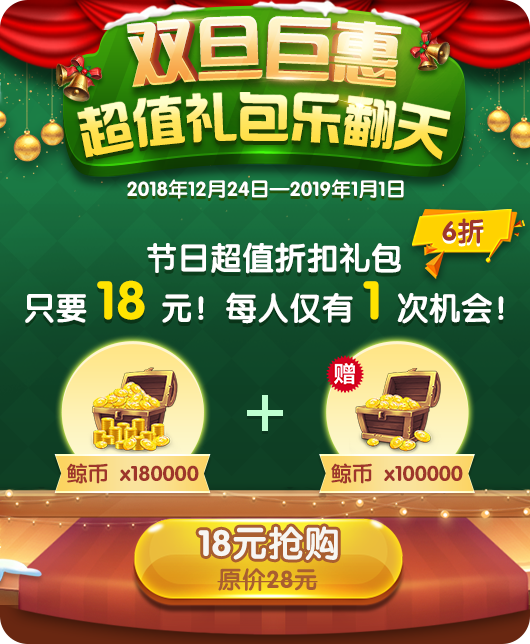 双旦巨惠
超值礼包乐翻天
2018年12月24日—2019年1月1日
6折
节日超值折扣礼包
只要18元！每人仅有1次机会！
赠
+
鲸币 x180000
鲸币 x100000
18元抢购
原价28元